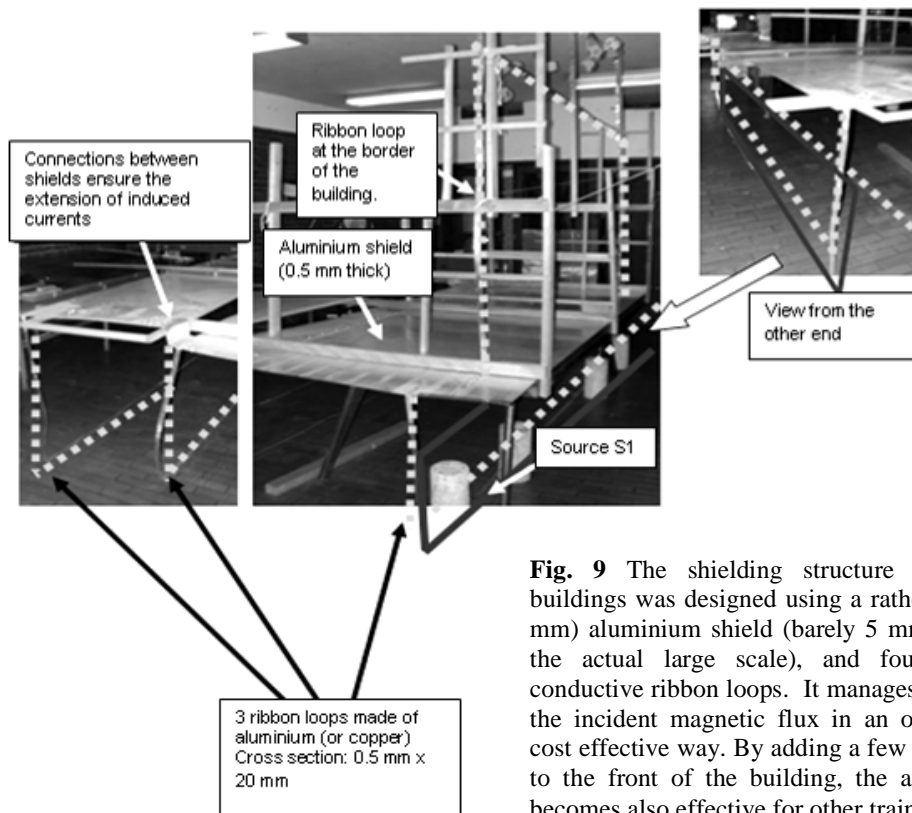 Connections between
shields ensure the
extension of induced
currents
Ribbon loop
at the border
of the
building.
Aluminium shield
(0.5 mm thick)
View from the
other end
Source S1
3 ribbon loops made of
aluminium (or copper)
Cross section: 0.5 mm x
20 mm
Fig. 9 The shielding structure
buildings was designed using a
mm) aluminium shield (barely 5 mm
the actual large scale), and
conductive ribbon loops. It manages
the incident magnetic flux in an
cost effective way. By adding a few
to the front of the building, the
becomes also effective for other